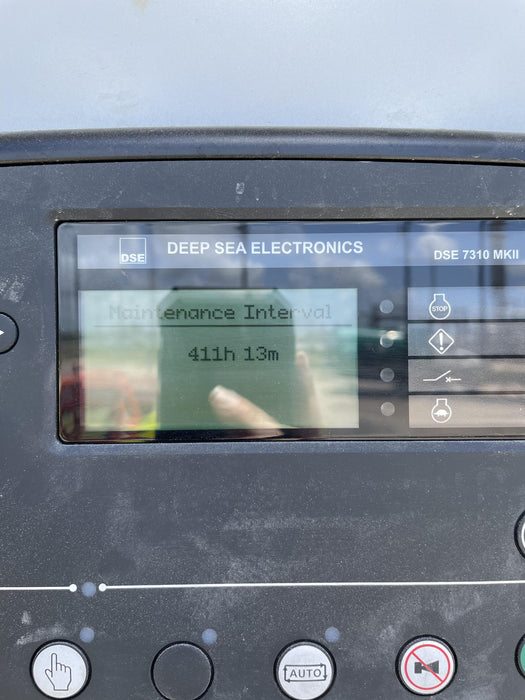 DSE
DEEP SEA ELECTRONICS
DSE 7310 MKII
Maintenance Interval
411h 13m
STOP
AUTO